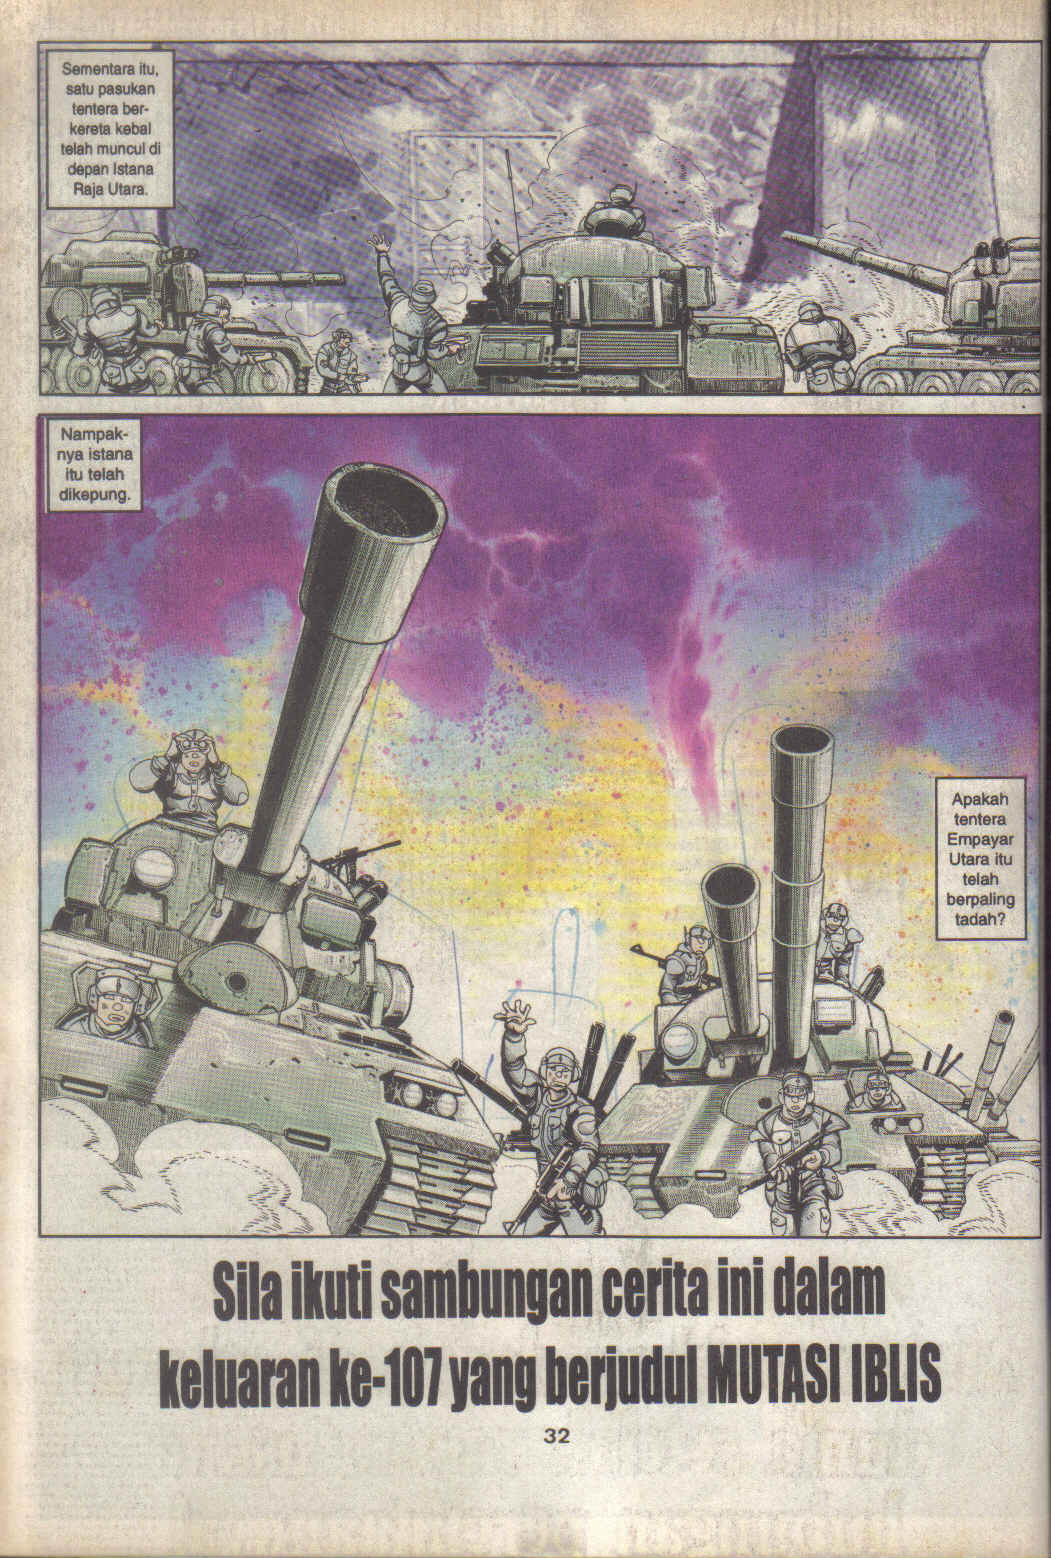 Sementara itu,
satu pasukan
tentera ber-
kereta kebal
telah muncul di
depan Istana
Raja Utara.
Nampak-
nya istana
itu telah
dikepung.
Apakah
tentera
Empayar
Utara itu
telah
berpaling
tadah?
Sila ikuti sambungan cerita ini dalam
keluaran ke-107 yang berjudul MUTASI IBLIS
32